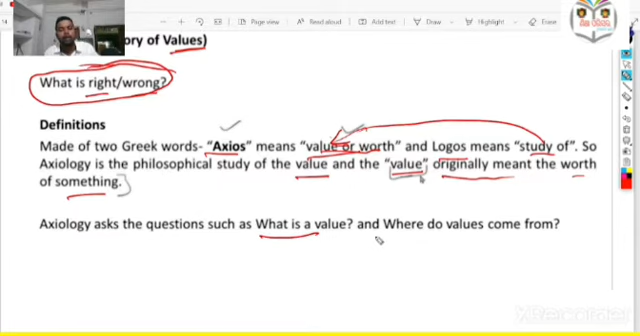 14
Page view
Read aloud
Add text
Draw
Highlight
Erase
ory of Values)
What is right/wrong?
Definitions
Made of two Greek words- “Axios” means “value or worth” and Logos means “study of”. So
Axiology is the philosophical study of the value and the “value” originally meant the worth
of something.
Axiology asks the questions such as What is a value? and Where do values come from?